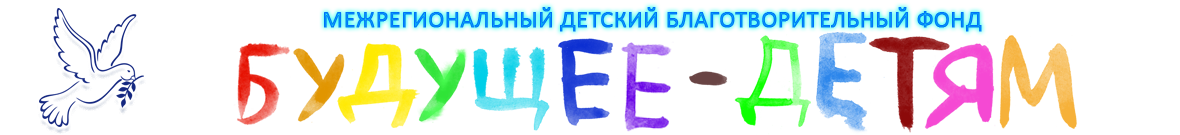 МЕЖРЕГИОНАЛЬНЫЙ ДЕТСКИЙ БЛАГОТВОРИТЕЛЬНЫЙ ФОНД
БУДУЩЕЕ-ДЕТЯМ